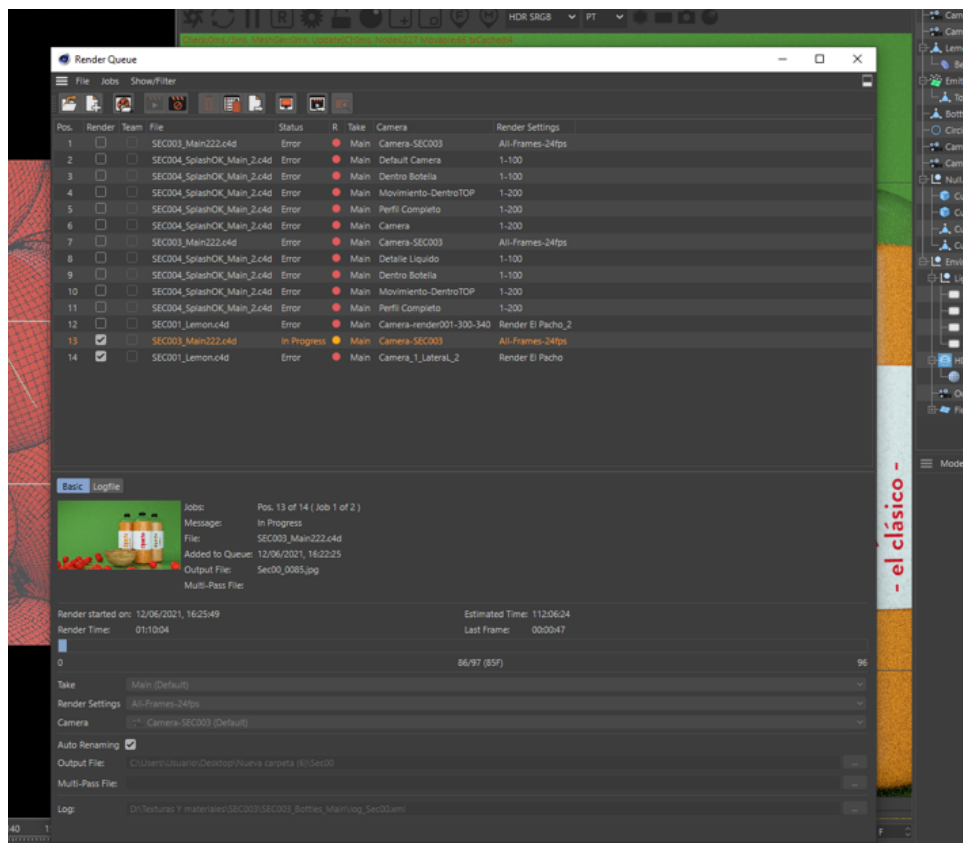 HDR SRGB PT
Render Queue
File Jobs Show/Filter
Pos. Render Team File Status R Take Camera Render Settings
1 SEC003_Main222.c4d Error Main Camera-SEC003 All-Frames-24fps
2 SEC004_SplashOK_Main_2.c4d Error Main Default Camera 1-100
3 SEC004_SplashOK_Main_2.c4d Error Main Dentro Botella 1-100
4 SEC004_SplashOK_Main_2.c4d Error Main Movimiento-DentroTOP 1-200
5 SEC004_SplashOK_Main_2.c4d Error Main Perfil Completo 1-200
6 SEC004_SplashOK_Main_2.c4d Error Main Camera 1-200
7 SEC003_Main222.c4d Error Main Camera-SEC003 All-Frames-24fps
8 SEC004_SplashOK_Main_2.c4d Error Main Detalle Liquido 1-100
9 SEC004_SplashOK_Main_2.c4d Error Main Dentro Botella 1-100
10 SEC004_SplashOK_Main_2.c4d Error Main Movimiento-DentroTOP 1-200
11 SEC004_SplashOK_Main_2.c4d Error Main Perfil Completo 1-200
12 SEC001_Lemon.c4d Error Main Camera-render001-300-340 Render El Pacho_2
13 SEC003_Main222.c4d In Progress Main Camera-SEC003 All-Frames-24fps
14 SEC001_Lemon.c4d Error Main Camera_1_LateraL_2 Render El Pacho
Basic Logfile
Jobs: Pos. 13 of 14 ( Job 1 of 2 )
Message: In Progress
File: SEC003_Main222.c4d
Added to Queue: 12/06/2021, 16:22:25
Output File: Sec00_0085.jpg
Multi-Pass File:
Render started on: 12/06/2021, 16:25:49 Estimated Time: 112:06:24
Render Time: 01:10:04 Last Frame: 00:00:47
0 86/97 (85F) 96
Take Main (Default)
Render Settings All-Frames-24fps
Camera Camera-SEC003 (Default)
Auto Renaming
Output File: C:\Users\Usuario\Desktop\Nueva carpeta (6)\Sec00
Multi-Pass File:
Log: D:\Texturas Y materiales\SEC003\SEC003_Bottles_Main\log_Sec00.xml
- el clásico -